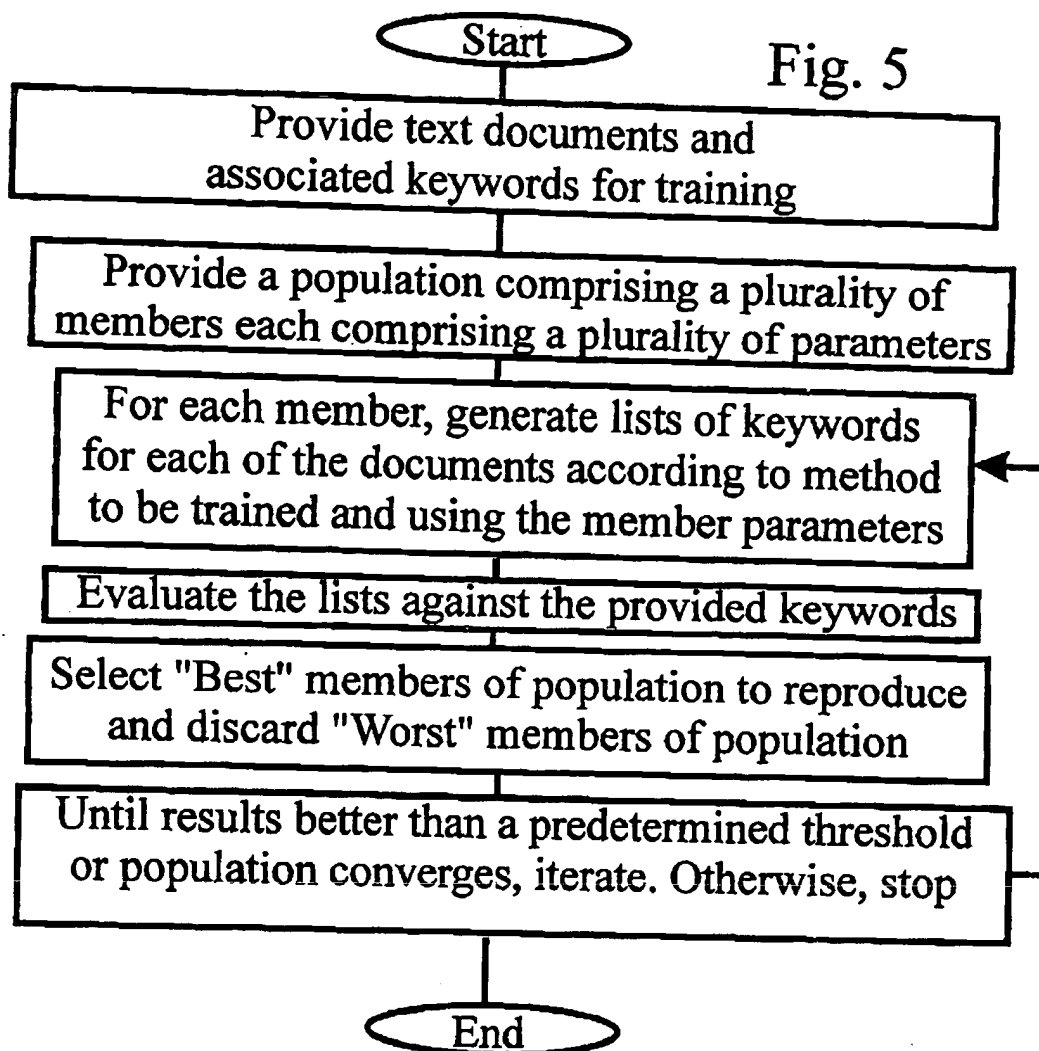 Start
Fig. 5
Provide text documents and
associated keywords for training
Provide a population comprising a plurality of
members each comprising a plurality of parameters
For each member, generate lists of keywords
for each of the documents according to method
to be trained and using the member parameters
Evaluate the lists against the provided keywords
Select "Best" members of population to reproduce
and discard "Worst" members of population
Until results better than a predetermined threshold
or population converges, iterate. Otherwise, stop
End